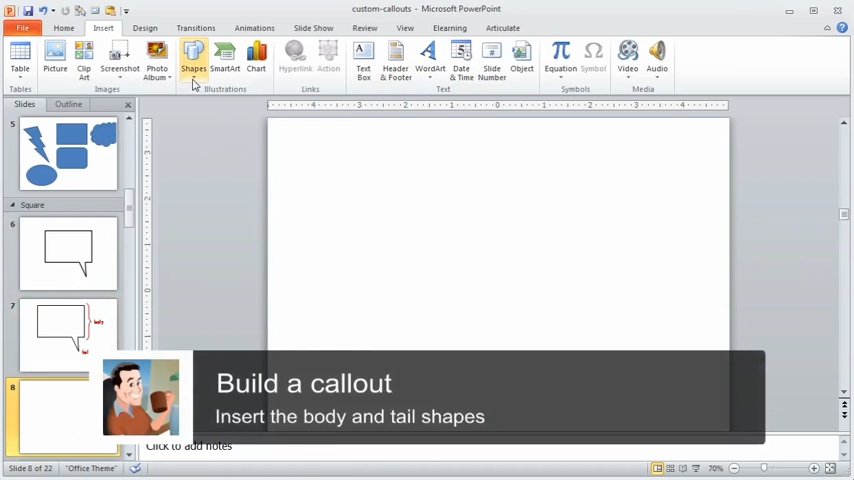 custom-callouts - Microsoft PowerPoint
File Home Insert Design Transitions Animations Slide Show Review View Elearning Articulate
Table
Picture
Clip Art
Screenshot
Photo Album
Shapes
SmartArt
Chart
Hyperlink
Action
Text Box
Header & Footer
WordArt
Date & Time
Slide Number
Object
Equation
Symbol
Video
Audio
Tables Images Illustrations Links Text Symbols Media
Slides Outline
5
Square
6
7
body
tail
8
Build a callout
Insert the body and tail shapes
Click to add notes
Slide 8 of 22 "Office Theme" 70%